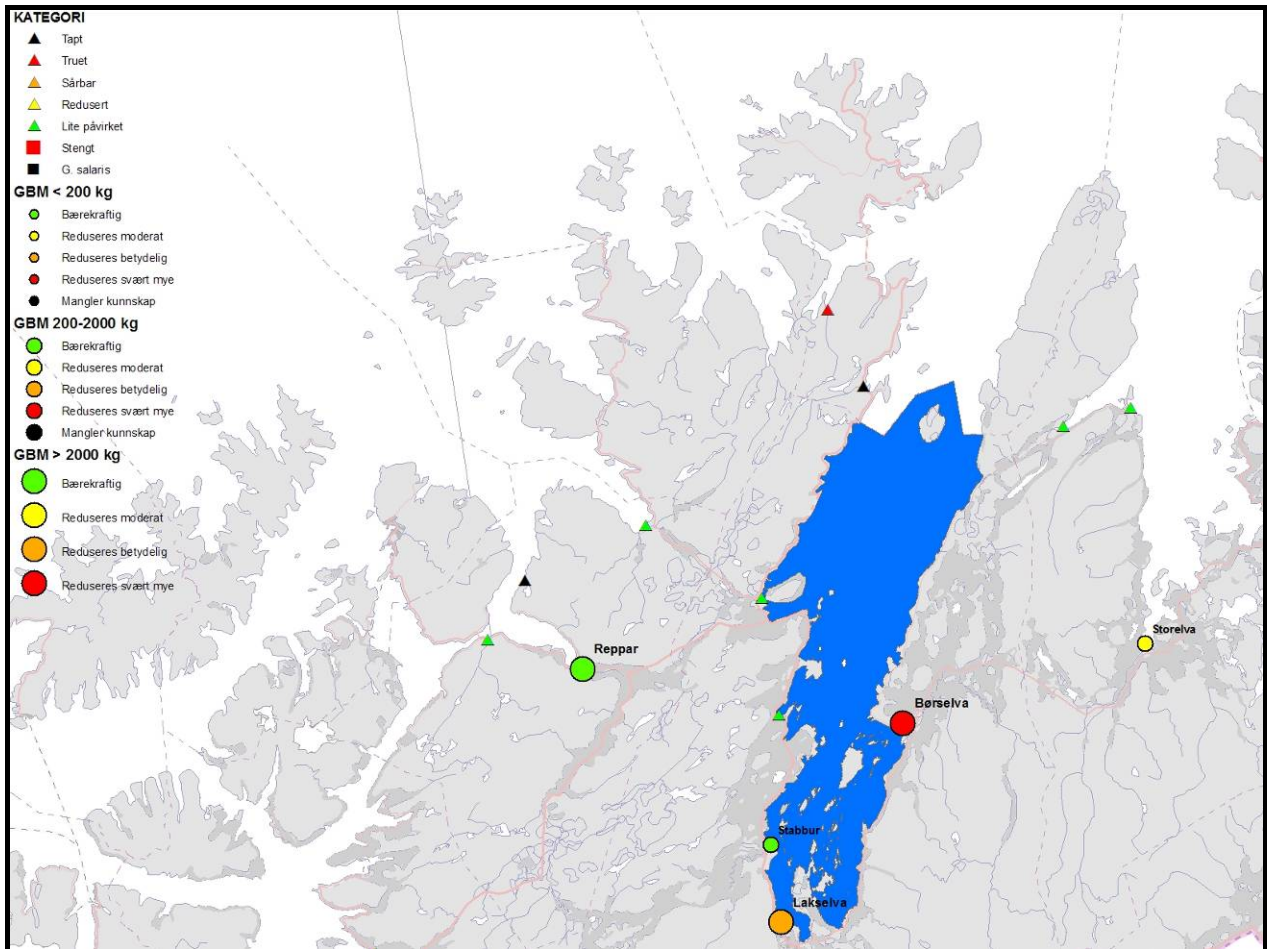 KATEGORI
Tapt
Truet
Sårbar
Redusert
Lite påvirket
Stengt
G. salaris
GBM < 200 kg
Bærekraftig
Reduseres moderat
Reduseres betydelig
Reduseres svært mye
Mangler kunnskap
GBM 200-2000 kg
Bærekraftig
Reduseres moderat
Reduseres betydelig
Reduseres svært mye
Mangler kunnskap
GBM > 2000 kg
Bærekraftig
Reduseres moderat
Reduseres betydelig
Reduseres svært mye
Storelva
Reppar
Børselva
Stabbur
Lakselva